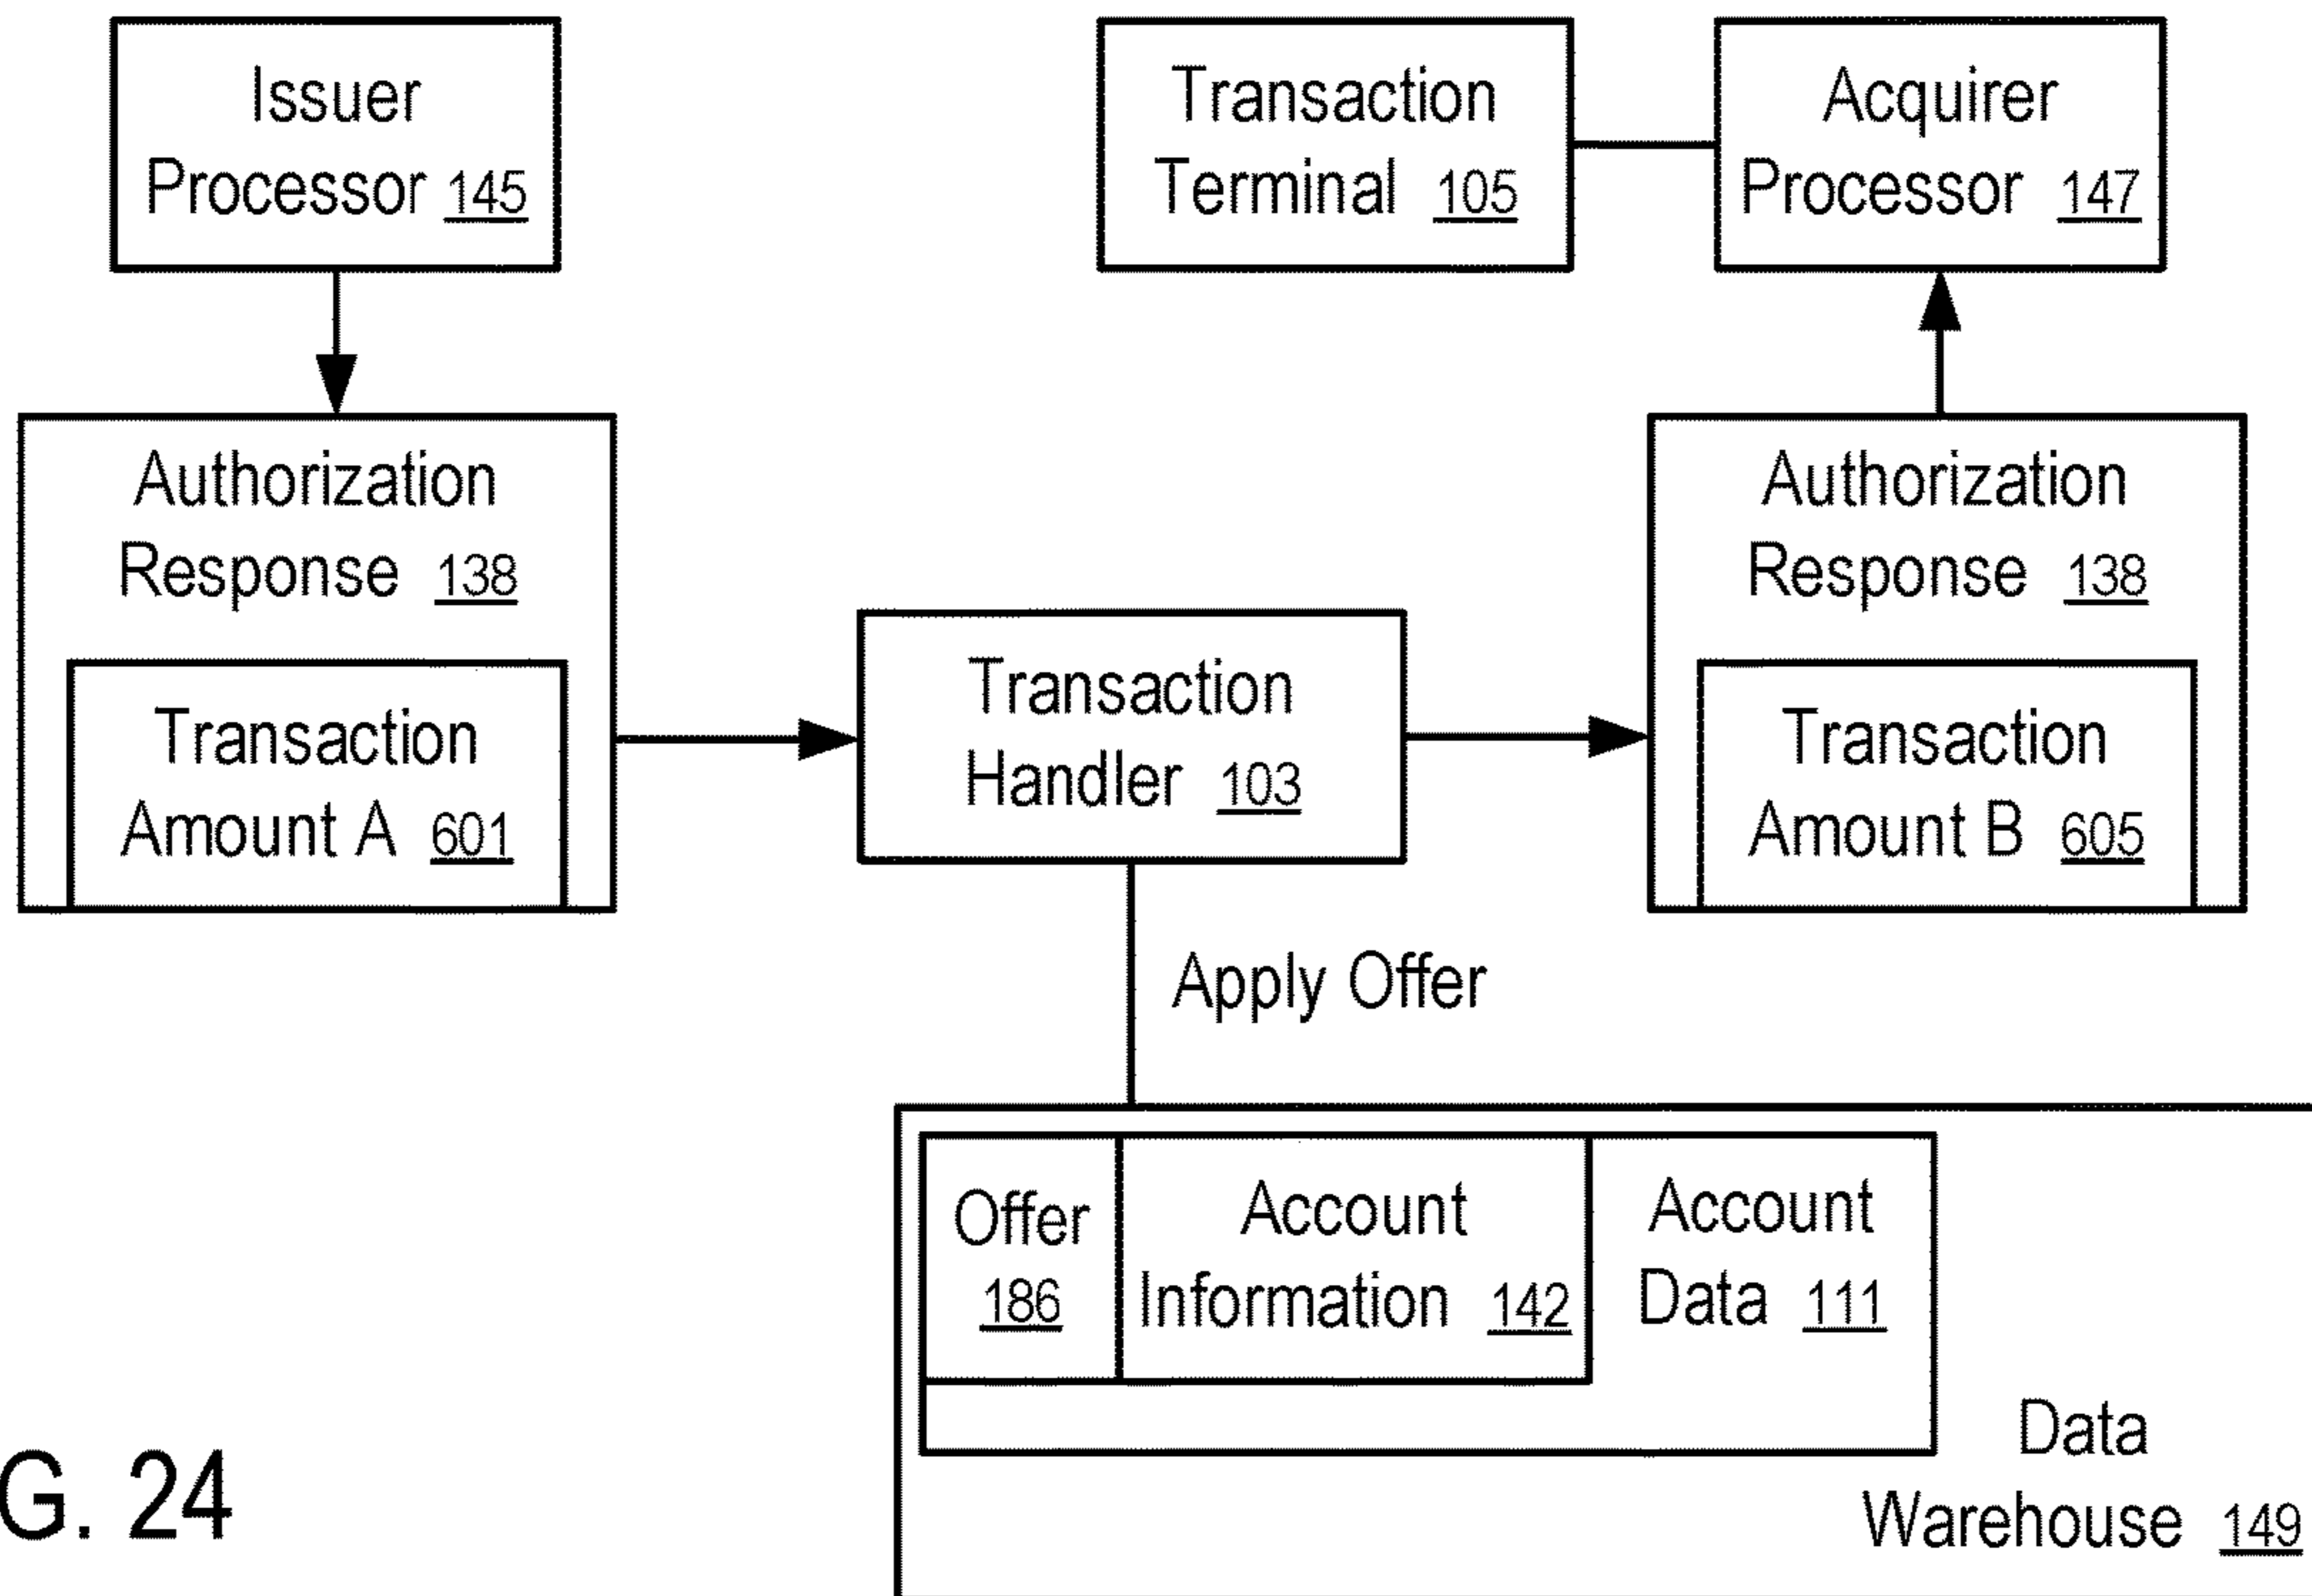 Issuer
Processor 145
Transaction
Terminal 105
Acquirer
Processor 147
Authorization
Response 138
Transaction
Amount A 601
Transaction
Handler 103
Authorization
Response 138
Transaction
Amount B 605
Apply Offer
Offer
186
Account
Information 142
Account
Data 111
Data
Warehouse 149
G. 24